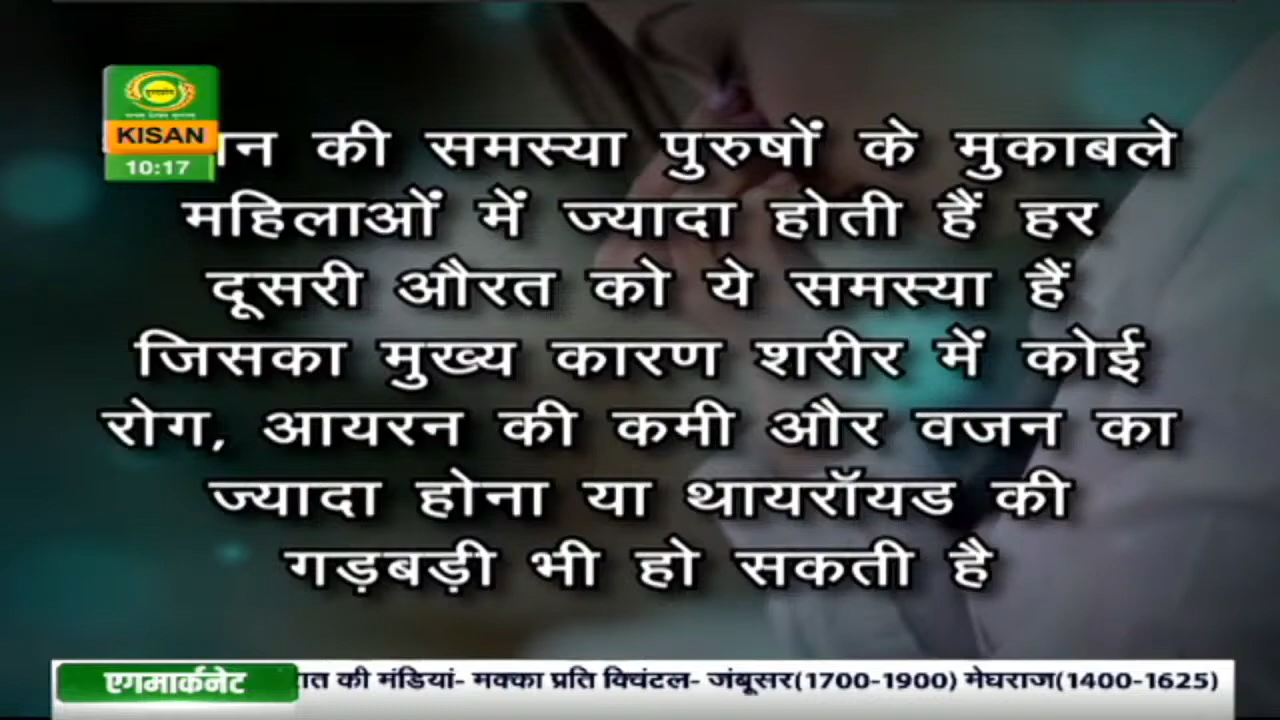 KISAN
10:17
की समस्या पुरुषों के मुकाबले
महिलाओं में ज्यादा होती हैं हर
दूसरी औरत को ये समस्या हैं
जिसका मुख्य कारण शरीर में कोई
रोग, आयरन की कमी और वजन का
ज्यादा होना या थायरॉयड की
गड़बड़ी भी हो सकती है
एगमार्कनेट
की मंडियां- मक्का प्रति क्विंटल- जंबूसर(1700-1900) मेघराज(1400-1625)